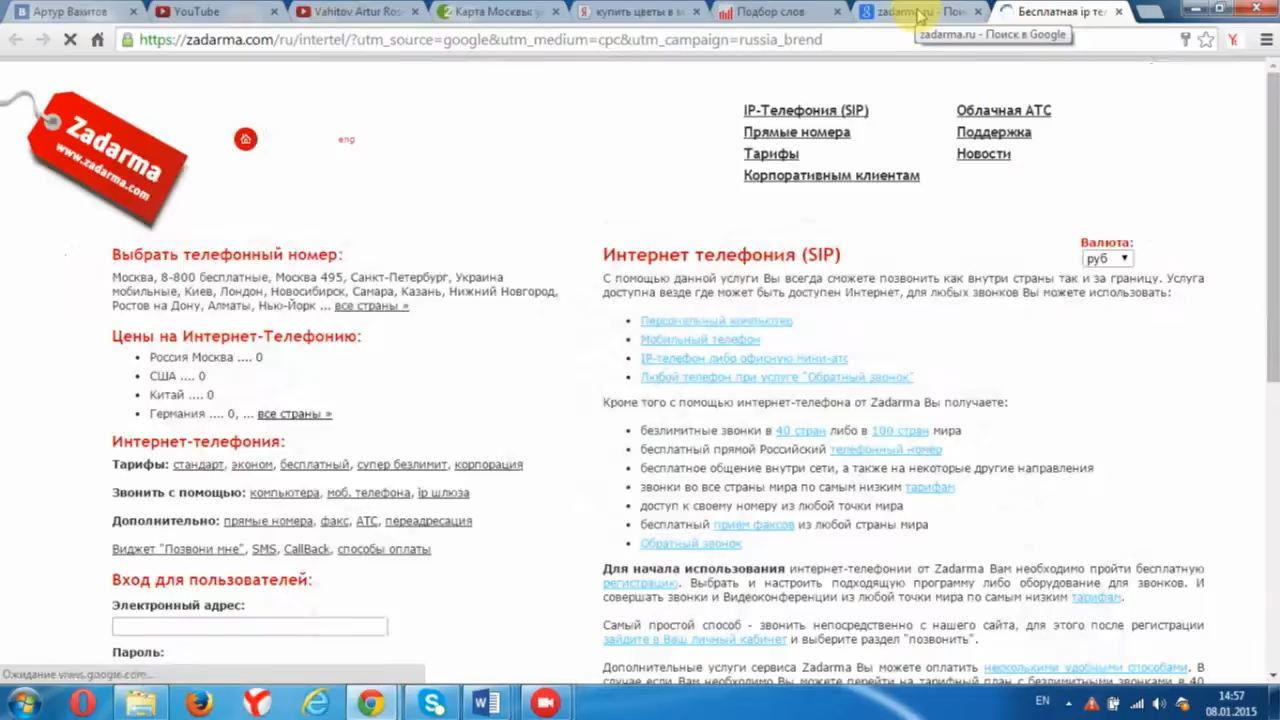 Артур Вахитов
YouTube
Vahitov Artur Ros
Карта Москвы:
купить цветы в м
Подбор слов
zadarma.ru - Пои
Бесплатная ip те
zadarma.ru - Поиск в Google
https://zadarma.com/ru/intertel/?utm_source=google&utm_medium=cpc&utm_campaign=russia_brend
Zadarma
www.zadarma.com
eng
IP-Телефония (SIP)
Облачная АТС
Прямые номера
Поддержка
Тарифы
Новости
Корпоративным клиентам
Выбрать телефонный номер:
Москва, 8-800 бесплатные, Москва 495, Санкт-Петербург, Украина
мобильные, Киев, Лондон, Новосибирск, Самара, Казань, Нижний Новгород,
Ростов на Дону, Алматы, Нью-Йорк ... все страны »
Цены на Интернет-Телефонию:
• Россия Москва .... 0
• США .... 0
• Китай .... 0
• Германия .... 0, ... все страны »
Интернет-телефония:
Тарифы: стандарт, эконом, бесплатный, супер безлимит, корпорация
Звонить с помощью: компьютера, моб. телефона, ip шлюза
Дополнительно: прямые номера, факс, АТС, переадресация
Виджет "Позвони мне", SMS, CallBack, способы оплаты
Вход для пользователей:
Электронный адрес:
Пароль:
Валюта:
руб
Интернет телефония (SIP)
С помощью данной услуги Вы всегда сможете позвонить как внутри страны так и за границу. Услуга
доступна везде где может быть доступен Интернет, для любых звонков Вы можете использовать:
• Персональный компьютер
• Мобильный телефон
• IP-телефон либо офисную мини-атс
• Любой телефон при услуге "Обратный звонок"
Кроме того с помощью интернет-телефона от Zadarma Вы получаете:
• безлимитные звонки в 40 стран либо в 100 стран мира
• бесплатный прямой Российский телефонный номер
• бесплатное общение внутри сети, а также на некоторые другие направления
• звонки во все страны мира по самым низким тарифам
• доступ к своему номеру из любой точки мира
• бесплатный прием факсов из любой страны мира
• Обратный звонок
Для начала использования интернет-телефонии от Zadarma Вам необходимо пройти бесплатную
регистрацию. Выбрать и настроить подходящую программу либо оборудование для звонков. И
совершать звонки и Видеоконференции из любой точки мира по самым низким тарифам.
Самый простой способ - звонить непосредственно с нашего сайта, для этого после регистрации
зайдите в Ваш личный кабинет и выберите раздел "позвонить".
Дополнительные услуги сервиса Zadarma Вы можете оплатить несколькими удобными способами. В
случае если Вам необходимо Вы можете перейти на тарифный план с безлимитными звонками в 40
Ожидание www.google.com...
EN
14:57
08.01.2015